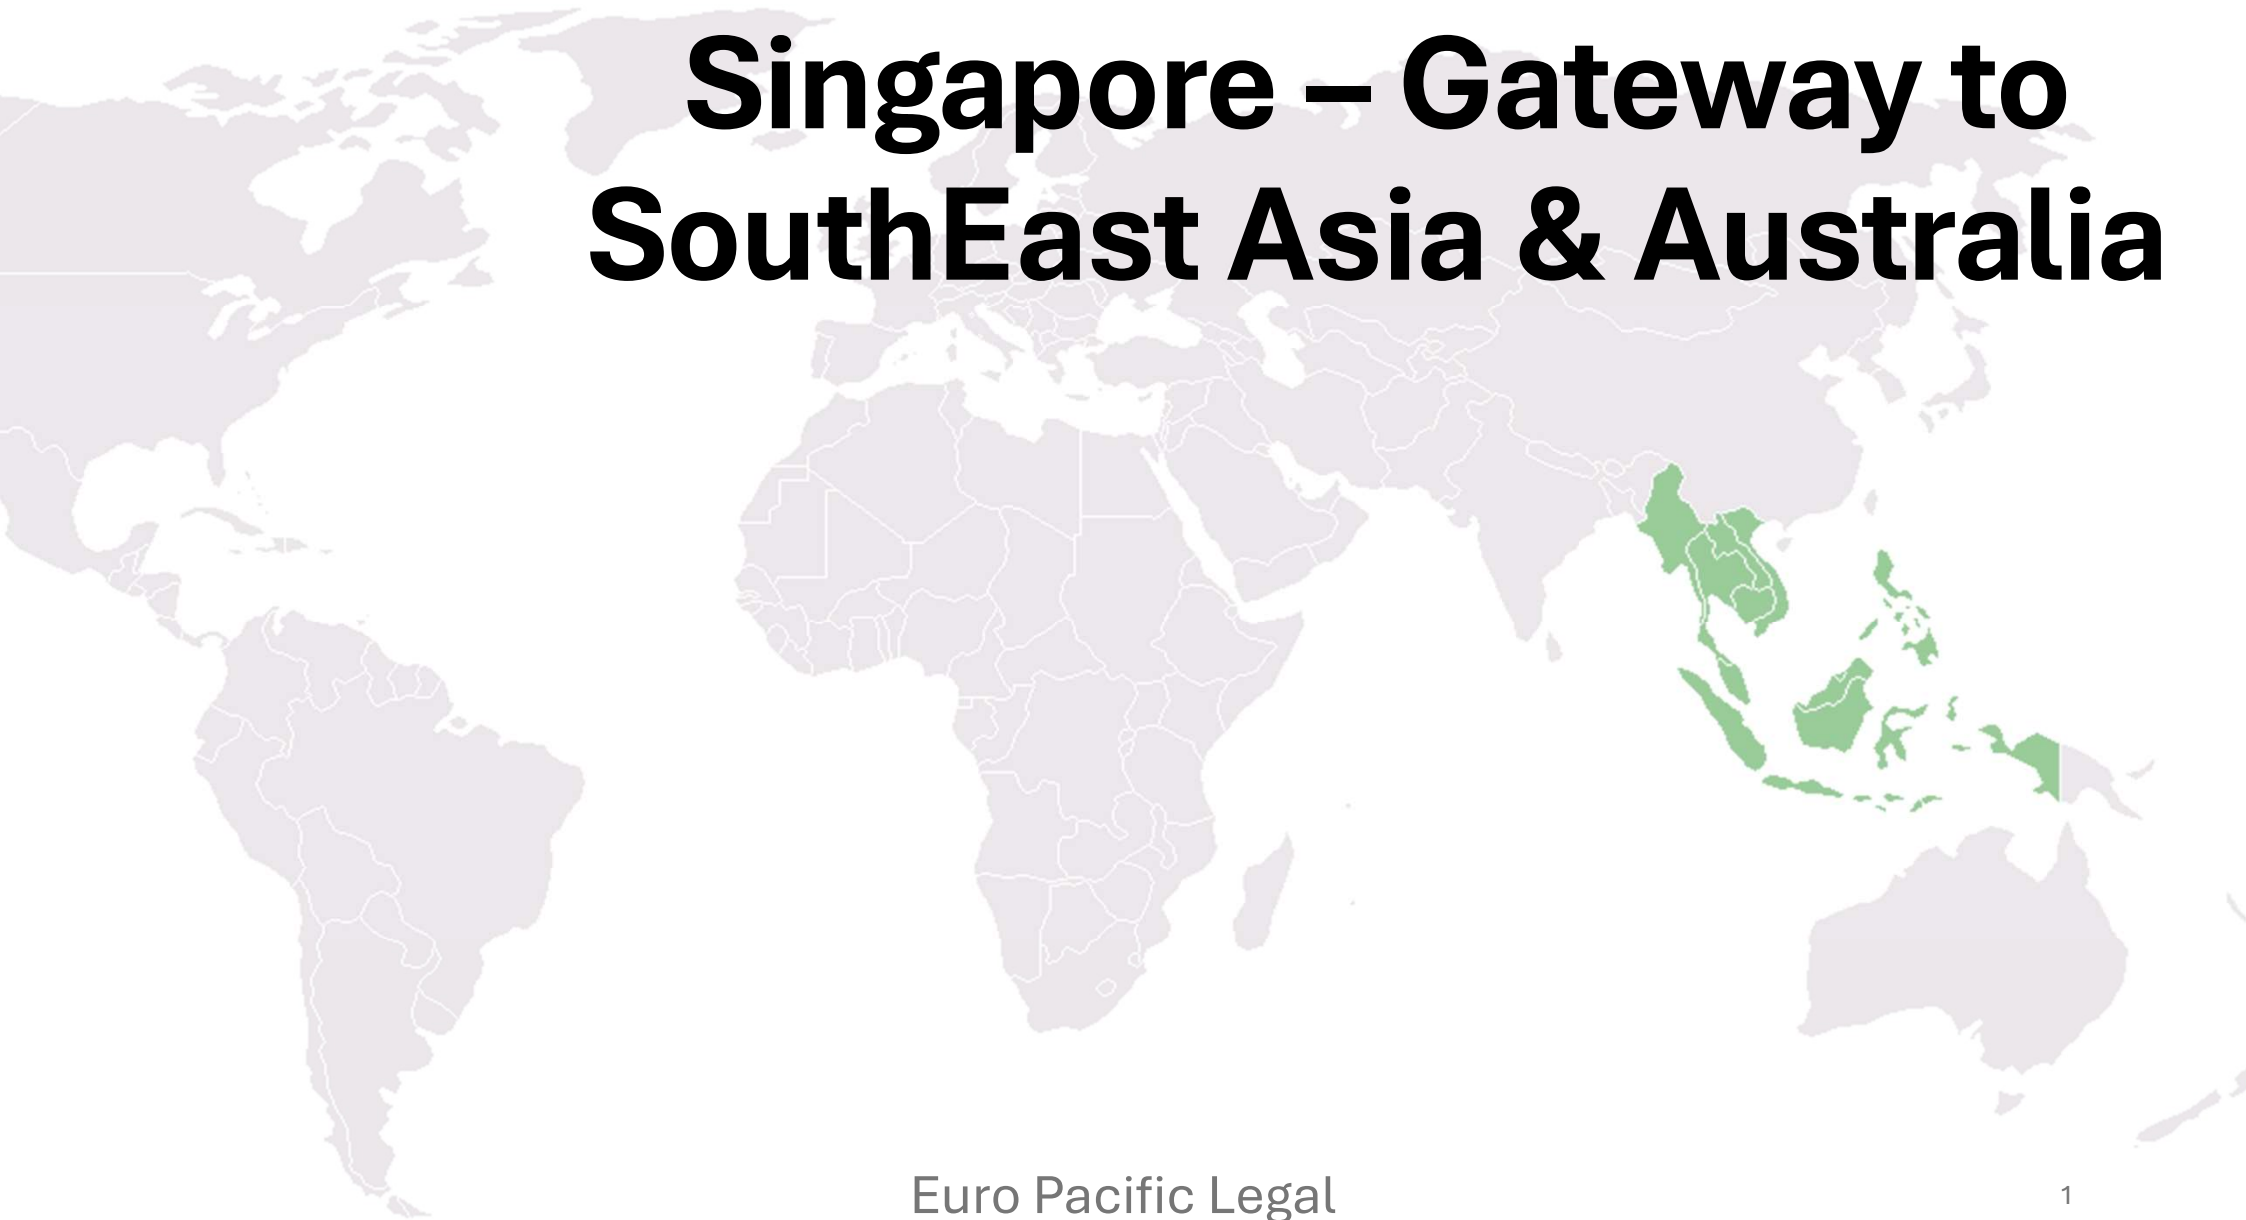 Singapore – Gateway to
SouthEast Asia & Australia
Euro Pacific Legal
1